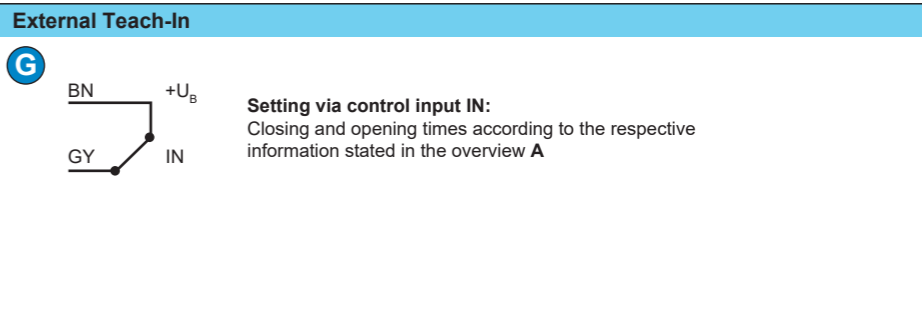 External Teach-In
G
BN +U_B
GY IN
Setting via control input IN:
Closing and opening times according to the respective
information stated in the overview A